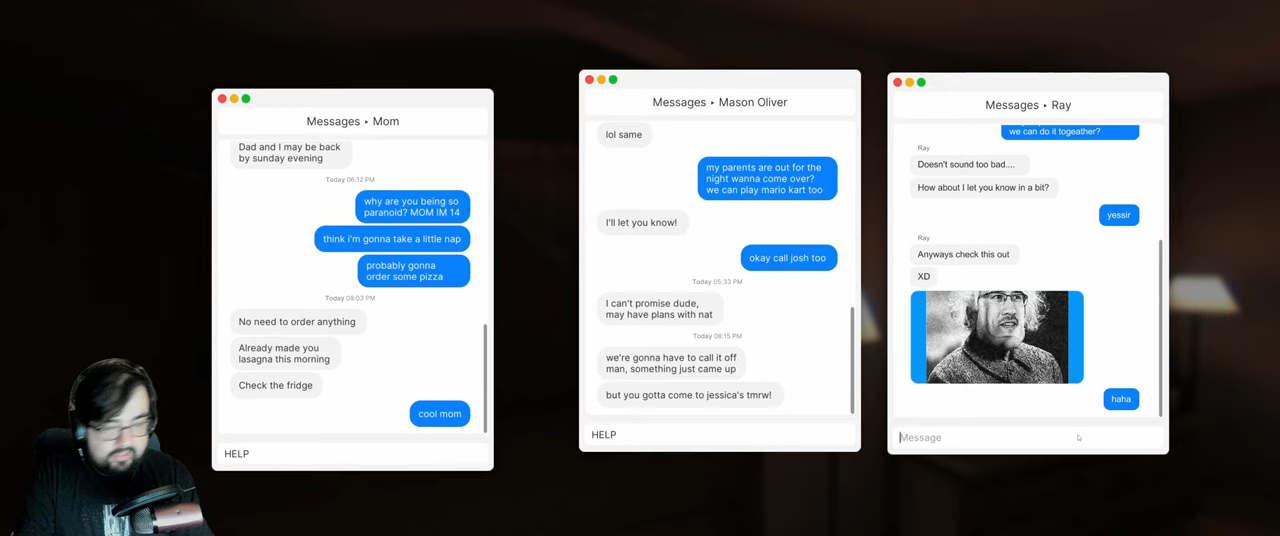 Messages ▸ Mom
Dad and I may be back
by sunday evening
Today 06:12 PM
why are you being so
paranoid? MOM IM 14
think i'm gonna take a little nap
probably gonna
order some pizza
Today 08:03 PM
No need to order anything
Already made you
lasagna this morning
Check the fridge
cool mom
HELP
Messages ▸ Mason Oliver
lol same
my parents are out for the
night wanna come over?
we can play mario kart too
I'll let you know!
okay call josh too
Today 05:33 PM
I can't promise dude,
may have plans with nat
Today 08:15 PM
we're gonna have to call it off
man, something just came up
but you gotta come to jessica's tmrw!
HELP
Messages ▸ Ray
we can do it togeather?
Ray
Doesn't sound too bad....
How about I let you know in a bit?
yessir
Ray
Anyways check this out
XD
haha
Message